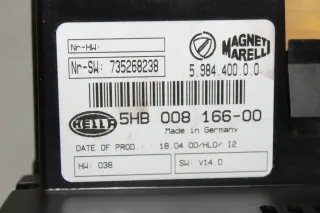 Nr-HW:
Nr-SW: 735268238
MAGNETI
MARELLI
5.984.400.0.0
HELLA
5HB 008 166-00
Made in Germany
DATE OF PROD.: 18.04.00/HLO/ 12
HW: 038
SW: V14.0